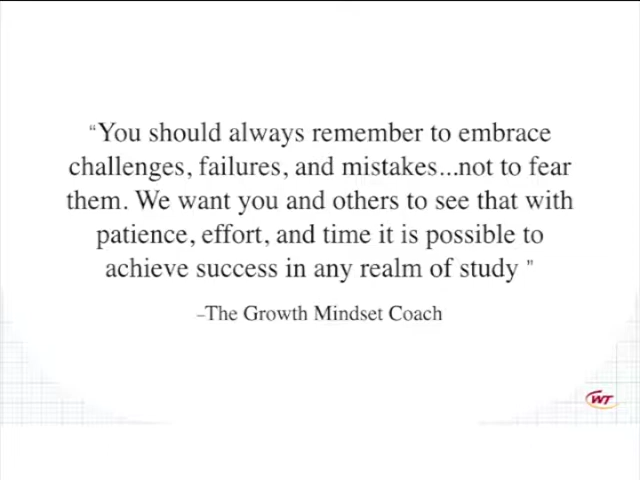 “You should always remember to embrace
challenges, failures, and mistakes...not to fear
them. We want you and others to see that with
patience, effort, and time it is possible to
achieve success in any realm of study ”
–The Growth Mindset Coach
WT